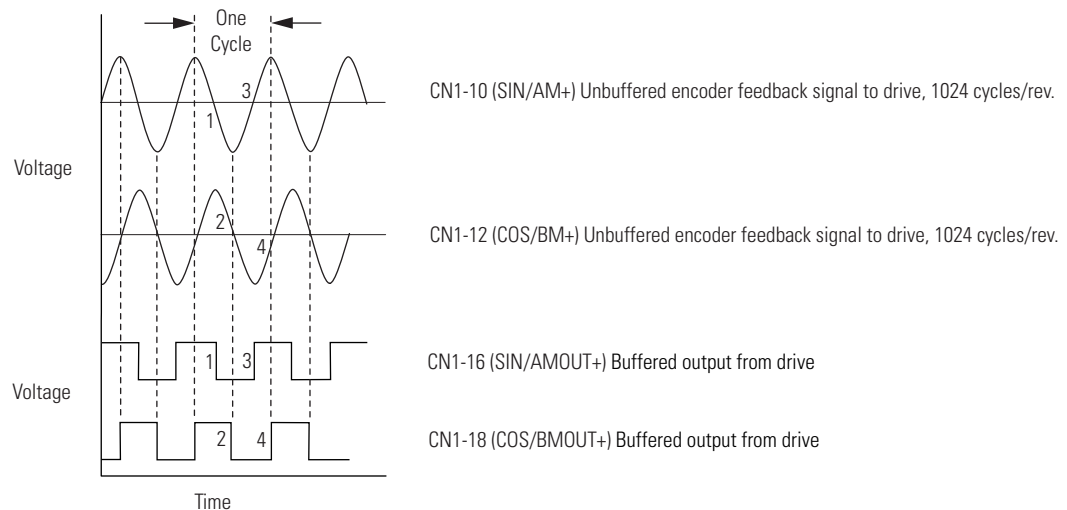 One
Cycle
3
CN1-10 (SIN/AM+) Unbuffered encoder feedback signal to drive, 1024 cycles/rev.
1
Voltage
2
CN1-12 (COS/BM+) Unbuffered encoder feedback signal to drive, 1024 cycles/rev.
4
1 3
CN1-16 (SIN/AMOUT+) Buffered output from drive
Voltage
2 4
CN1-18 (COS/BMOUT+) Buffered output from drive
Time